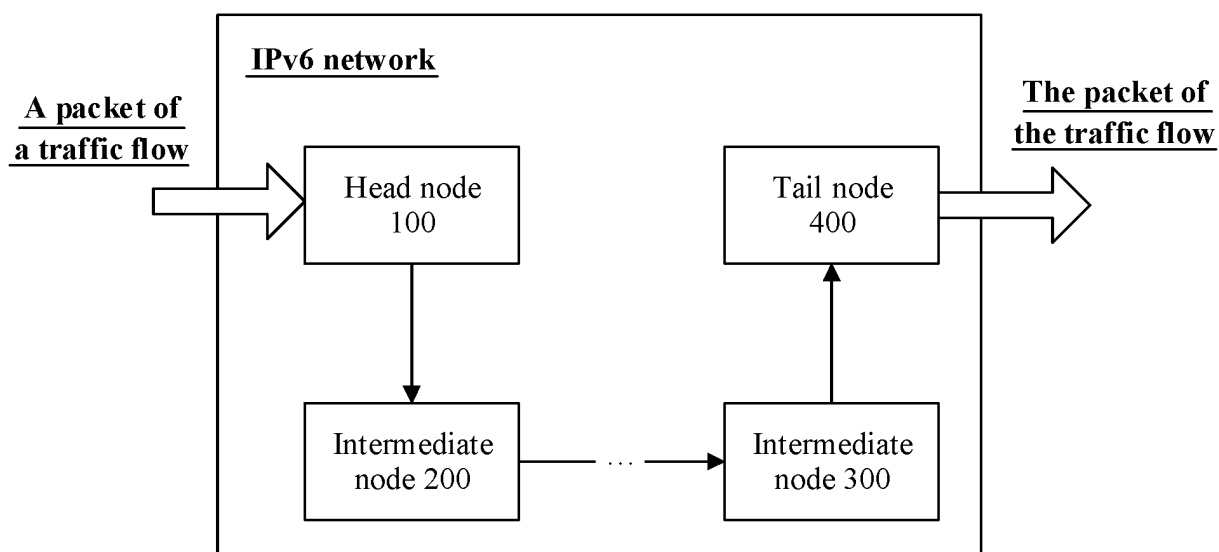 IPv6 network
A packet of
a traffic flow
The packet of
the traffic flow
Head node
100
Tail node
400
Intermediate
node 200
...
Intermediate
node 300